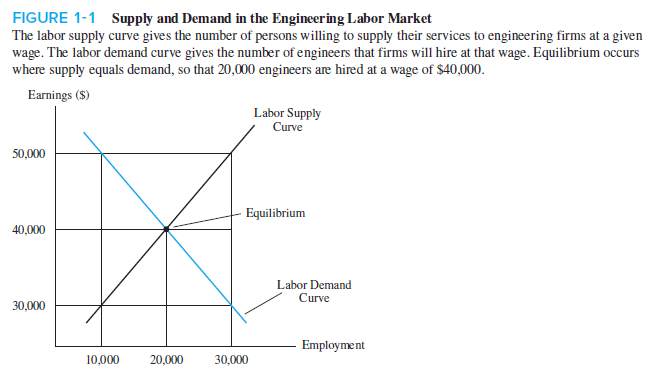 FIGURE 1-1 Supply and Demand in the Engineering Labor Market
The labor supply curve gives the number of persons willing to supply their services to engineering firms at a given
wage. The labor demand curve gives the number of engineers that firms will hire at that wage. Equilibrium occurs
where supply equals demand, so that 20,000 engineers are hired at a wage of $40,000.
Earnings ($)
Labor Supply
Curve
50,000
Equilibrium
40,000
Labor Demand
Curve
30,000
Employment
10,000 20,000 30,000